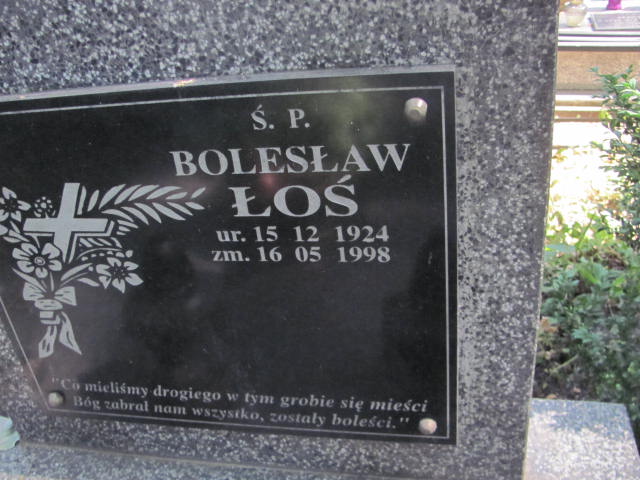 Ś. P.
BOLESŁAW
ŁOŚ
ur. 15 12 1924
zm. 16 05 1998
"Co mieliśmy drogiego w tym grobie się mieści
Bóg zabrał nam wszystko, zostały boleści."